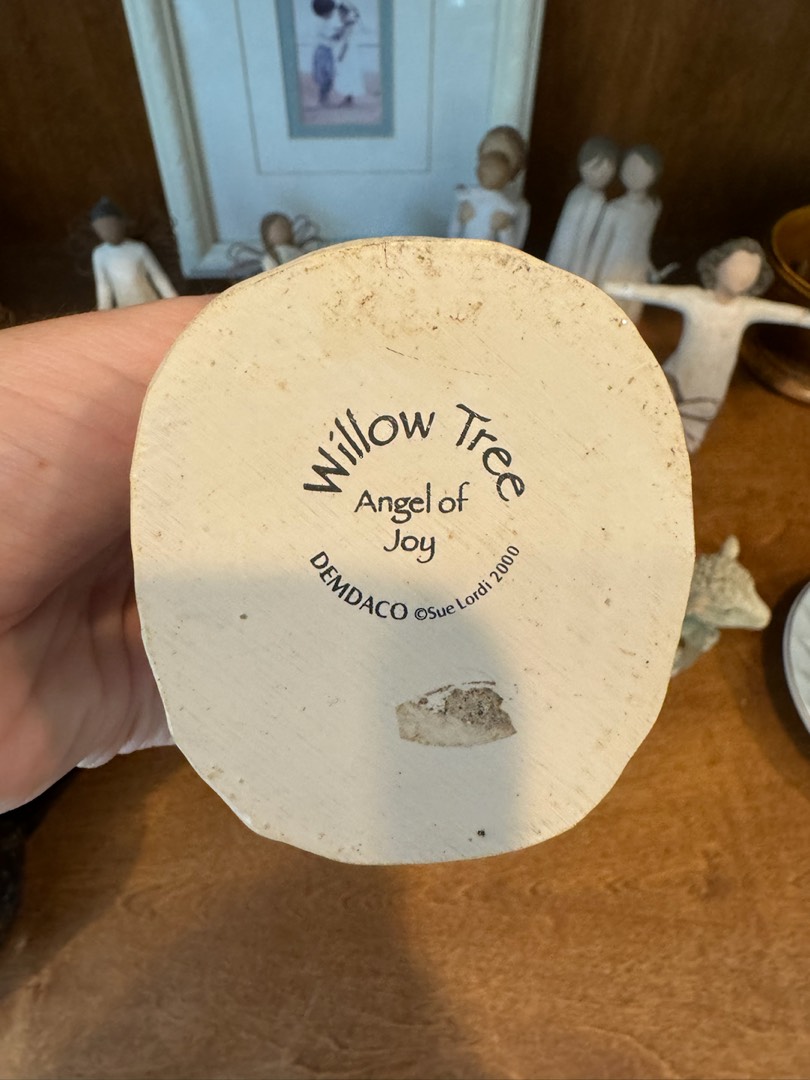 Willow Tree
Angel of
Joy
DEMDACO ©Sue Lordi 2000